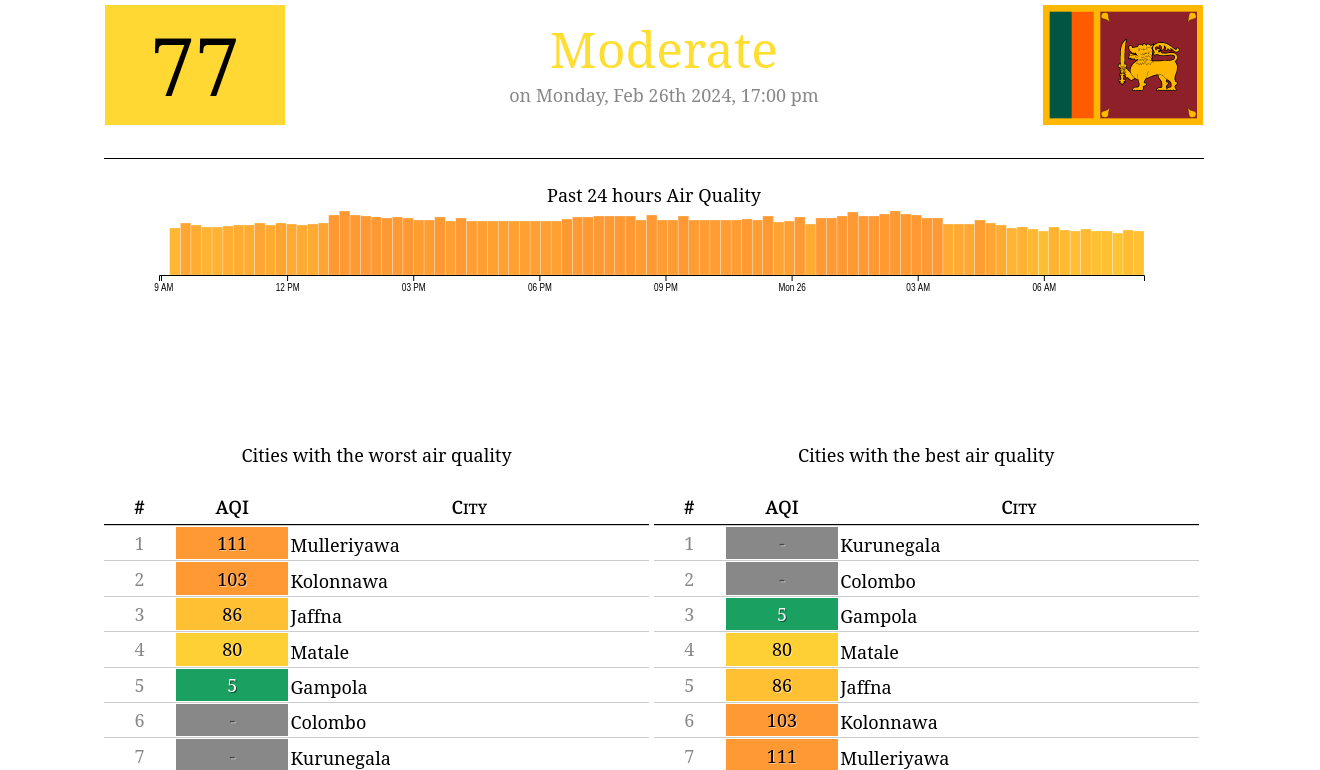 77
Moderate
on Monday, Feb 26th 2024, 17:00 pm
Past 24 hours Air Quality
9 AM 12 PM 03 PM 06 PM 09 PM Mon 26 03 AM 06 AM
Cities with the worst air quality
# AQI City
1 111 Mulleriyawa
2 103 Kolonnawa
3 86 Jaffna
4 80 Matale
5 5 Gampola
6 - Colombo
7 - Kurunegala
Cities with the best air quality
# AQI City
1 - Kurunegala
2 - Colombo
3 5 Gampola
4 80 Matale
5 86 Jaffna
6 103 Kolonnawa
7 111 Mulleriyawa